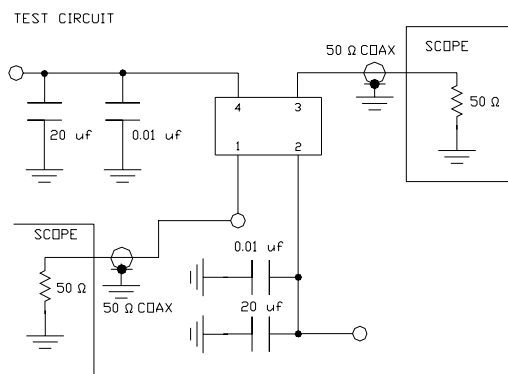 TEST CIRCUIT
50 Ω COAX
SCOPE
4 3
50 Ω
20 uf
0.01 uf
1 2
SCOPE
0.01 uf
50 Ω
50 Ω COAX
20 uf